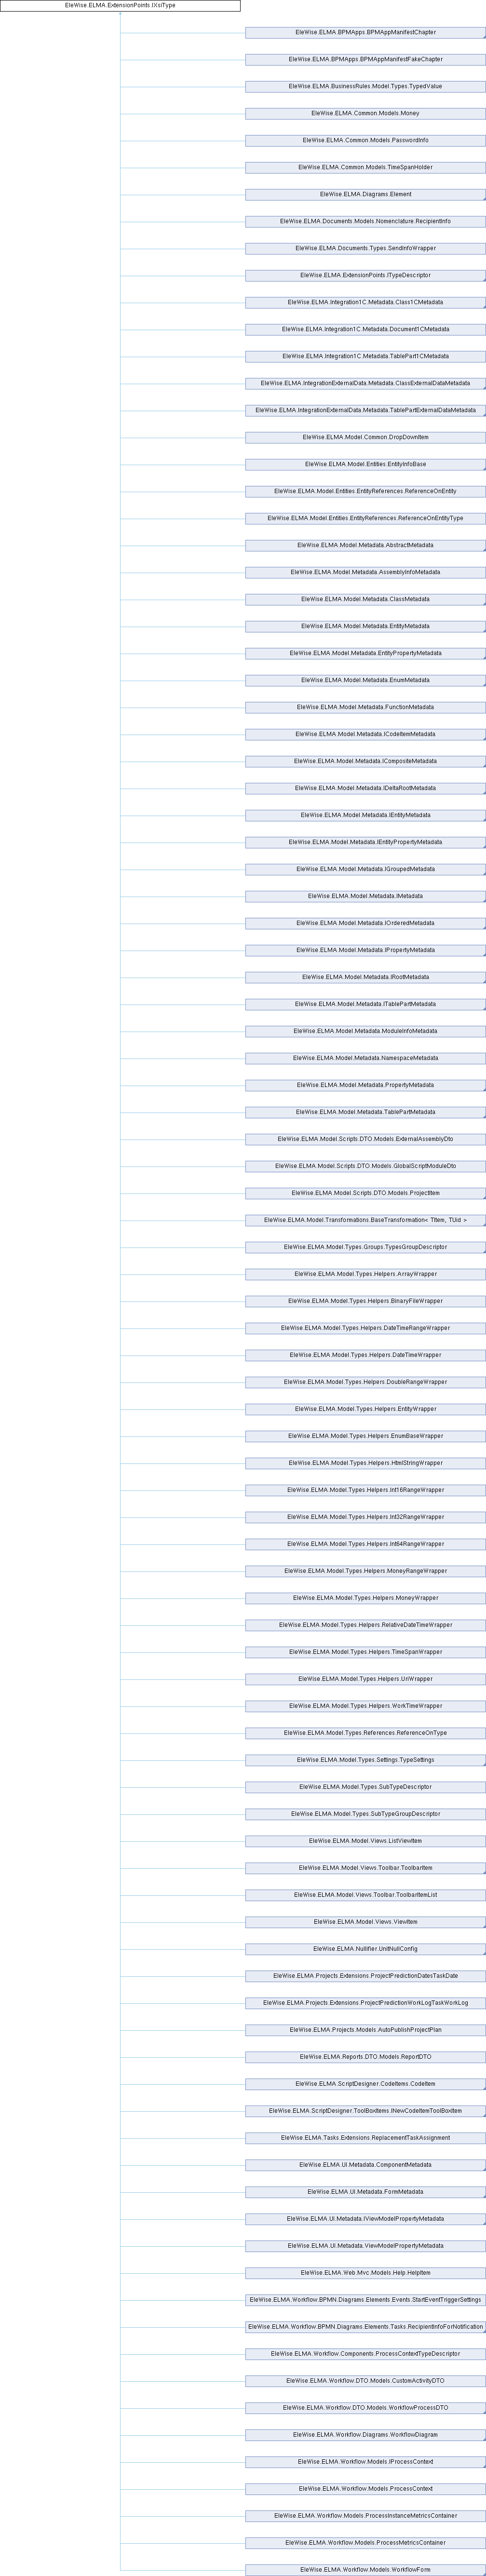 EleWise.ELMA.ExtensionPoints.IXsiType
EleWise.ELMA.BPMApps.BPMAppManifestChapter
EleWise.ELMA.BPMApps.BPMAppManifestFakeChapter
EleWise.ELMA.BusinessRules.Model.Types.TypedValue
EleWise.ELMA.Common.Models.Money
EleWise.ELMA.Common.Models.PasswordInfo
EleWise.ELMA.Common.Models.TimeSpanHolder
EleWise.ELMA.Diagrams.Element
EleWise.ELMA.Documents.Models.Nomenclature.RecipientInfo
EleWise.ELMA.Documents.Types.SendInfoWrapper
EleWise.ELMA.ExtensionPoints.ITypeDescriptor
EleWise.ELMA.Integration1C.Metadata.Class1CMetadata
EleWise.ELMA.Integration1C.Metadata.Document1CMetadata
EleWise.ELMA.Integration1C.Metadata.TablePart1CMetadata
EleWise.ELMA.IntegrationExternalData.Metadata.ClassExternalDataMetadata
EleWise.ELMA.IntegrationExternalData.Metadata.TablePartExternalDataMetadata
EleWise.ELMA.Model.Common.DropDownItem
EleWise.ELMA.Model.Entities.EntityInfoBase
EleWise.ELMA.Model.Entities.EntityReferences.ReferenceOnEntity
EleWise.ELMA.Model.Entities.EntityReferences.ReferenceOnEntityType
EleWise.ELMA.Model.Metadata.AbstractMetadata
EleWise.ELMA.Model.Metadata.AssemblyInfoMetadata
EleWise.ELMA.Model.Metadata.ClassMetadata
EleWise.ELMA.Model.Metadata.EntityMetadata
EleWise.ELMA.Model.Metadata.EntityPropertyMetadata
EleWise.ELMA.Model.Metadata.EnumMetadata
EleWise.ELMA.Model.Metadata.FunctionMetadata
EleWise.ELMA.Model.Metadata.ICodeItemMetadata
EleWise.ELMA.Model.Metadata.ICompositeMetadata
EleWise.ELMA.Model.Metadata.IDeltaRootMetadata
EleWise.ELMA.Model.Metadata.IEntityMetadata
EleWise.ELMA.Model.Metadata.IEntityPropertyMetadata
EleWise.ELMA.Model.Metadata.IGroupedMetadata
EleWise.ELMA.Model.Metadata.IMetadata
EleWise.ELMA.Model.Metadata.IOrderedMetadata
EleWise.ELMA.Model.Metadata.IPropertyMetadata
EleWise.ELMA.Model.Metadata.IRootMetadata
EleWise.ELMA.Model.Metadata.ITablePartMetadata
EleWise.ELMA.Model.Metadata.ModuleInfoMetadata
EleWise.ELMA.Model.Metadata.NamespaceMetadata
EleWise.ELMA.Model.Metadata.PropertyMetadata
EleWise.ELMA.Model.Metadata.TablePartMetadata
EleWise.ELMA.Model.Scripts.DTO.Models.ExternalAssemblyDto
EleWise.ELMA.Model.Scripts.DTO.Models.GlobalScriptModuleDto
EleWise.ELMA.Model.Scripts.DTO.Models.ProjectItem
EleWise.ELMA.Model.Transformations.BaseTransformation< TItem, TUid >
EleWise.ELMA.Model.Types.Groups.TypesGroupDescriptor
EleWise.ELMA.Model.Types.Helpers.ArrayWrapper
EleWise.ELMA.Model.Types.Helpers.BinaryFileWrapper
EleWise.ELMA.Model.Types.Helpers.DateTimeRangeWrapper
EleWise.ELMA.Model.Types.Helpers.DateTimeWrapper
EleWise.ELMA.Model.Types.Helpers.DoubleRangeWrapper
EleWise.ELMA.Model.Types.Helpers.EntityWrapper
EleWise.ELMA.Model.Types.Helpers.EnumBaseWrapper
EleWise.ELMA.Model.Types.Helpers.HtmlStringWrapper
EleWise.ELMA.Model.Types.Helpers.Int16RangeWrapper
EleWise.ELMA.Model.Types.Helpers.Int32RangeWrapper
EleWise.ELMA.Model.Types.Helpers.Int64RangeWrapper
EleWise.ELMA.Model.Types.Helpers.MoneyRangeWrapper
EleWise.ELMA.Model.Types.Helpers.MoneyWrapper
EleWise.ELMA.Model.Types.Helpers.RelativeDateTimeWrapper
EleWise.ELMA.Model.Types.Helpers.TimeSpanWrapper
EleWise.ELMA.Model.Types.Helpers.UriWrapper
EleWise.ELMA.Model.Types.Helpers.WorkTimeWrapper
EleWise.ELMA.Model.Types.References.ReferenceOnType
EleWise.ELMA.Model.Types.Settings.TypeSettings
EleWise.ELMA.Model.Types.SubTypeDescriptor
EleWise.ELMA.Model.Types.SubTypeGroupDescriptor
EleWise.ELMA.Model.Views.ListViewItem
EleWise.ELMA.Model.Views.Toolbar.ToolbarItem
EleWise.ELMA.Model.Views.Toolbar.ToolbarItemList
EleWise.ELMA.Model.Views.ViewItem
EleWise.ELMA.Nullifier.UnitNullConfig
EleWise.ELMA.Projects.Extensions.ProjectPredictionDatesTaskDate
EleWise.ELMA.Projects.Extensions.ProjectPredictionWorkLogTaskWorkLog
EleWise.ELMA.Projects.Models.AutoPublishProjectPlan
EleWise.ELMA.Reports.DTO.Models.ReportDTO
EleWise.ELMA.ScriptDesigner.CodeItems.CodeItem
EleWise.ELMA.ScriptDesigner.ToolBoxItems.INewCodeItemToolBoxItem
EleWise.ELMA.Tasks.Extensions.ReplacementTaskAssignment
EleWise.ELMA.UI.Metadata.ComponentMetadata
EleWise.ELMA.UI.Metadata.FormMetadata
EleWise.ELMA.UI.Metadata.IViewModelPropertyMetadata
EleWise.ELMA.UI.Metadata.ViewModelPropertyMetadata
EleWise.ELMA.Web.Mvc.Models.Help.HelpItem
EleWise.ELMA.Workflow.BPMN.Diagrams.Elements.Events.StartEventTriggerSettings
EleWise.ELMA.Workflow.BPMN.Diagrams.Elements.Tasks.RecipientInfoForNotification
EleWise.ELMA.Workflow.Components.ProcessContextTypeDescriptor
EleWise.ELMA.Workflow.DTO.Models.CustomActivityDTO
EleWise.ELMA.Workflow.DTO.Models.WorkflowProcessDTO
EleWise.ELMA.Workflow.Diagrams.WorkflowDiagram
EleWise.ELMA.Workflow.Models.IProcessContext
EleWise.ELMA.Workflow.Models.ProcessContext
EleWise.ELMA.Workflow.Models.ProcessInstanceMetricsContainer
EleWise.ELMA.Workflow.Models.ProcessMetricsContainer
EleWise.ELMA.Workflow.Models.WorkflowForm